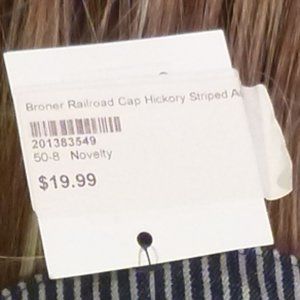 Broner Railroad Cap Hickory Striped
201383549
50-8 Novelty
$19.99